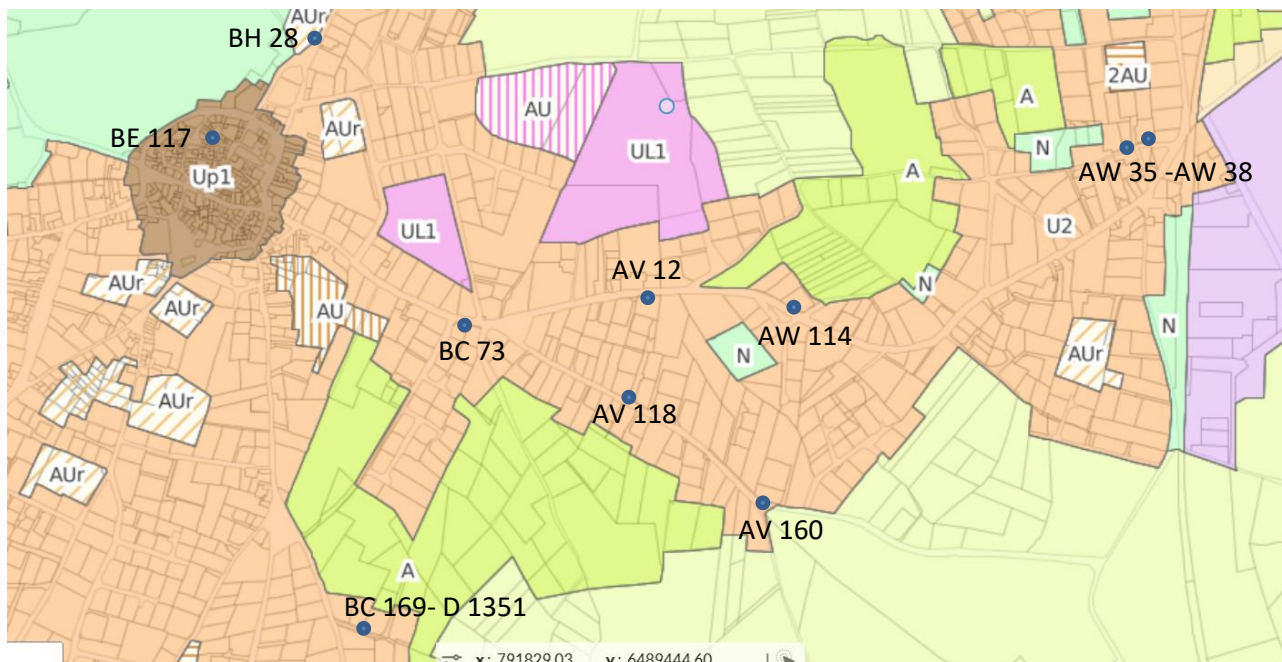 AUr
BH 28
2AU
AU
A
AUr
BE 117
UL1
N
Up1
A
AW 35 -AW 38
UL1
U2
AUr
AV 12
N
AUr
AU
AW 114
N
BC 73
N
AUr
AUr
AV 118
AUr
AV 160
A
BC 169- D 1351
x : 791829.03 y : 6489444.60